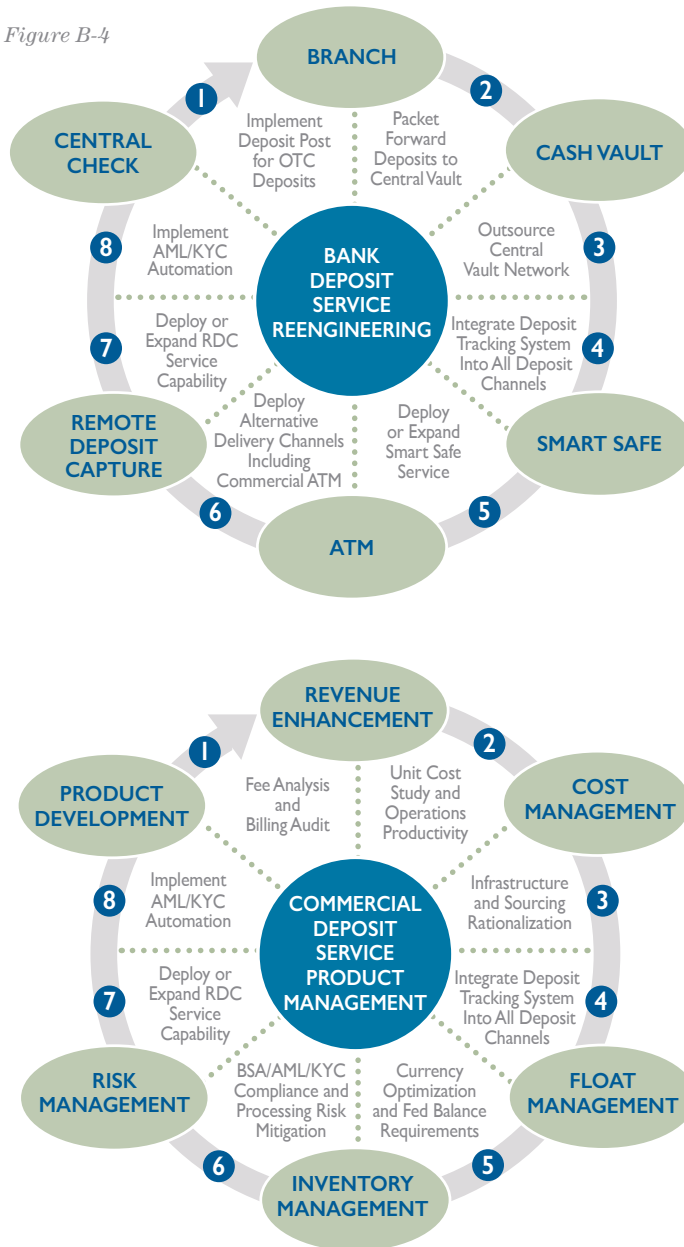 Figure B-4
BRANCH
1
2
CENTRAL
CHECK
Implement
Deposit Post
for OTC
Deposits
Packet
Forward
Deposits to
Central Vault
CASH VAULT
8
Implement
AML/KYC
Automation
BANK
DEPOSIT
SERVICE
REENGINEERING
Outsource
Central
Vault Network
3
7
Deploy or
Expand RDC
Service
Capability
Integrate Deposit
Tracking System
Into All Deposit
Channels
4
REMOTE
DEPOSIT
CAPTURE
Deploy
Alternative
Delivery Channels
Including
Commercial ATM
Deploy
or Expand
Smart Safe
Service
SMART SAFE
6
5
ATM
REVENUE
ENHANCEMENT
1
2
PRODUCT
DEVELOPMENT
Fee Analysis
and
Billing Audit
Unit Cost
Study and
Operations
Productivity
COST
MANAGEMENT
8
Implement
AML/KYC
Automation
COMMERCIAL
DEPOSIT
SERVICE
PRODUCT
MANAGEMENT
Infrastructure
and Sourcing
Rationalization
3
7
Deploy or
Expand RDC
Service
Capability
Integrate Deposit
Tracking System
Into All Deposit
Channels
4
RISK
MANAGEMENT
BSA/AML/KYC
Compliance and
Processing Risk
Mitigation
Currency
Optimization
and Fed Balance
Requirements
FLOAT
MANAGEMENT
6
5
INVENTORY
MANAGEMENT